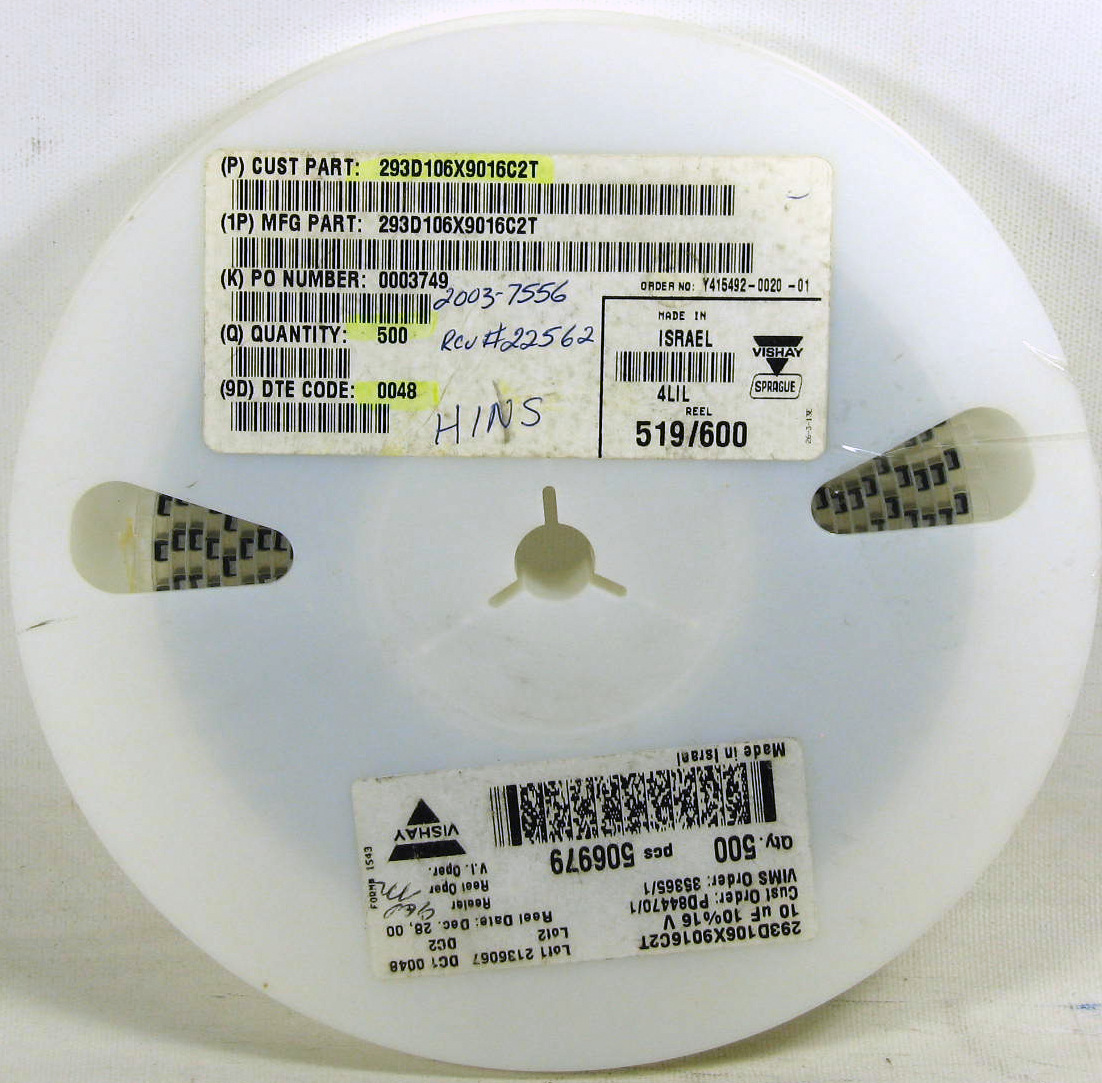 (P) CUST PART: 293D106X9016C2T
(1P) MFG PART: 293D106X9016C2T
(K) PO NUMBER: 0003749
2003-7556
ORDER NO: Y415492-0020 -01
(Q) QUANTITY: 500
Rcv #22562
(9D) DTE CODE: 0048
HINS
MADE IN
ISRAEL
4LIL
REEL
519/600
VISHAY
SPRAGUE
293D106X9016C2T
10 uF 10%16 V
Cust Order: PD84470/1
VIMS Order: 35365/1
Qty. 500 pcs 506979
Made in Israel
Lot1 2136067 DC1 0048
Lot2 DC2
Reel Date: Dec. 28, 00
Reeler
Reel Oper
V.I. Oper.
VISHAY
FORM# 1543